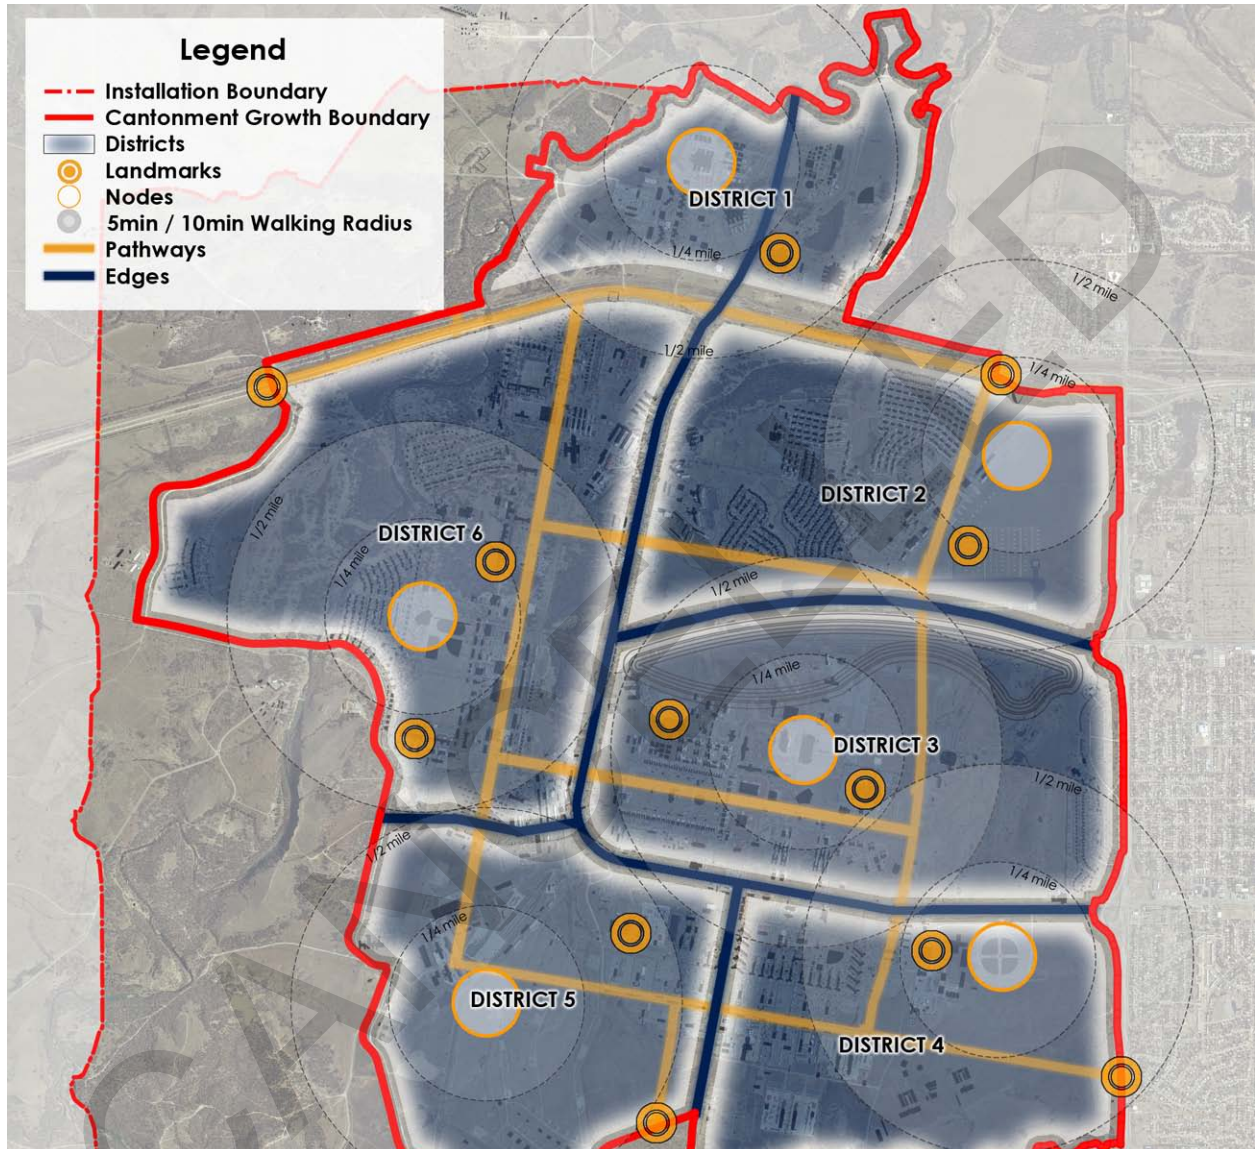 Legend
Installation Boundary
Cantonment Growth Boundary
Districts
Landmarks
Nodes
5min / 10min Walking Radius
Pathways
Edges
DISTRICT 1
1/4 mile
1/2 mile
1/2 mile
1/4 mile
DISTRICT 2
1/2 mile
DISTRICT 6
1/4 mile
1/2 mile
1/4 mile
DISTRICT 3
1/2 mile
1/2 mile
1/4 mile
1/4 mile
DISTRICT 5
DISTRICT 4
CANCELED